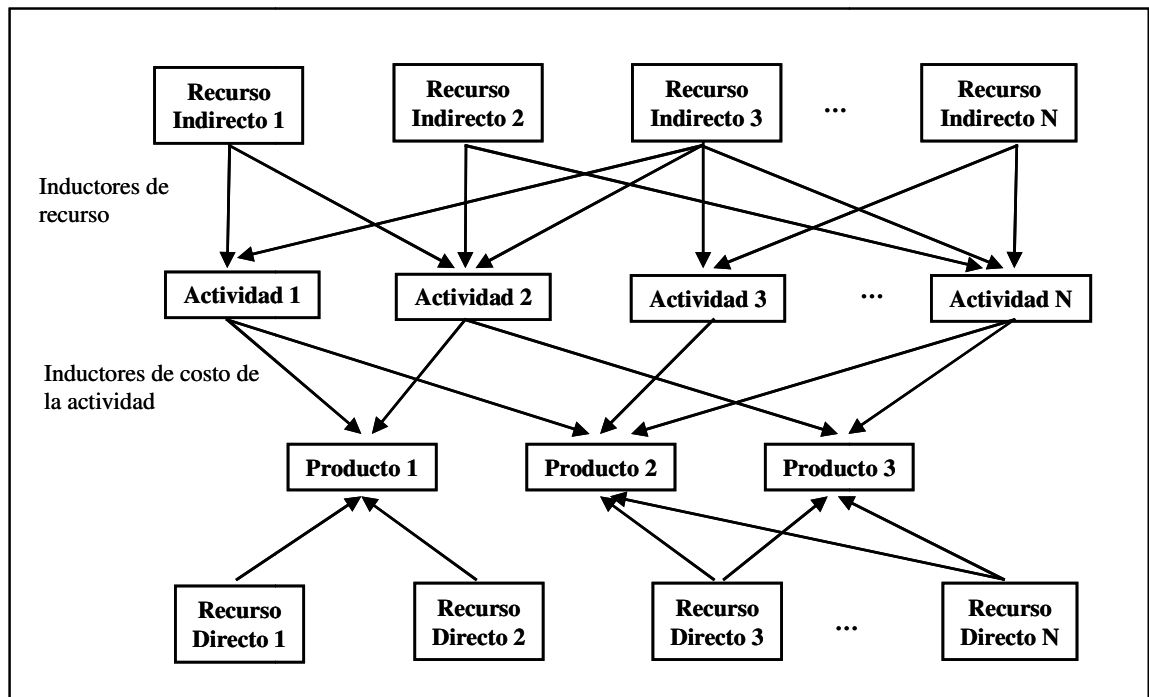 Recurso
Indirecto 1
Recurso
Indirecto 2
Recurso
Indirecto 3
...
Recurso
Indirecto N
Inductores de
recurso
Actividad 1
Actividad 2
Actividad 3
...
Actividad N
Inductores de costo de
la actividad
Producto 1
Producto 2
Producto 3
Recurso
Directo 1
Recurso
Directo 2
Recurso
Directo 3
...
Recurso
Directo N